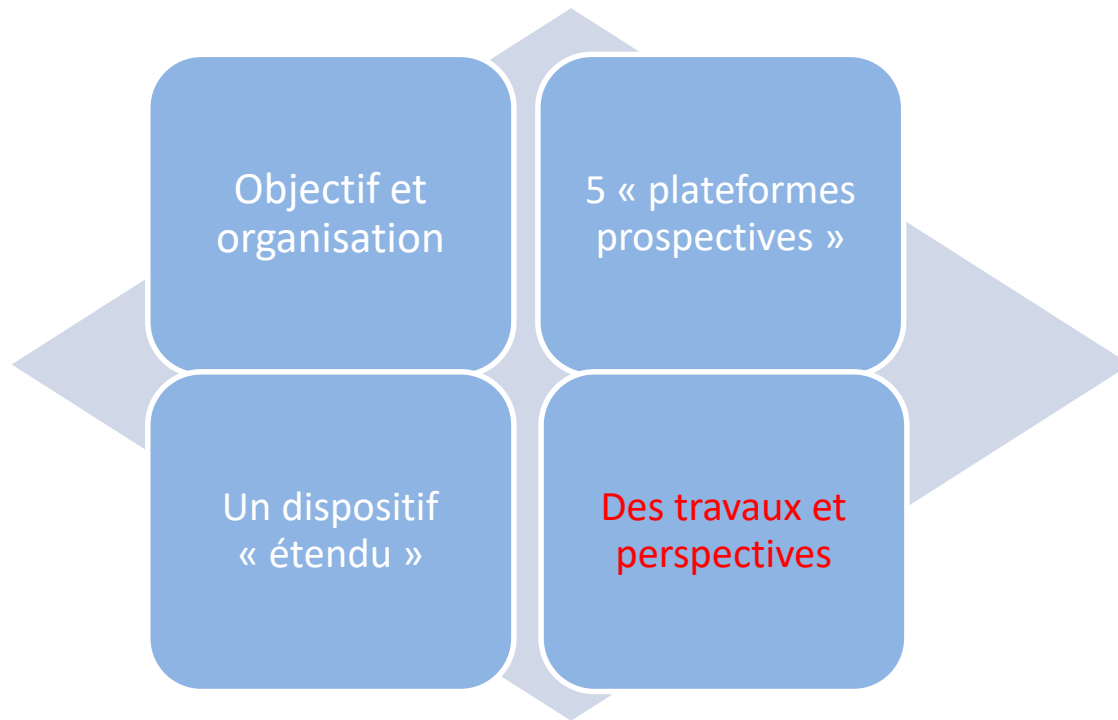 Objectif et
organisation
5 « plateformes
prospectives »
Un dispositif
« étendu »
Des travaux et
perspectives